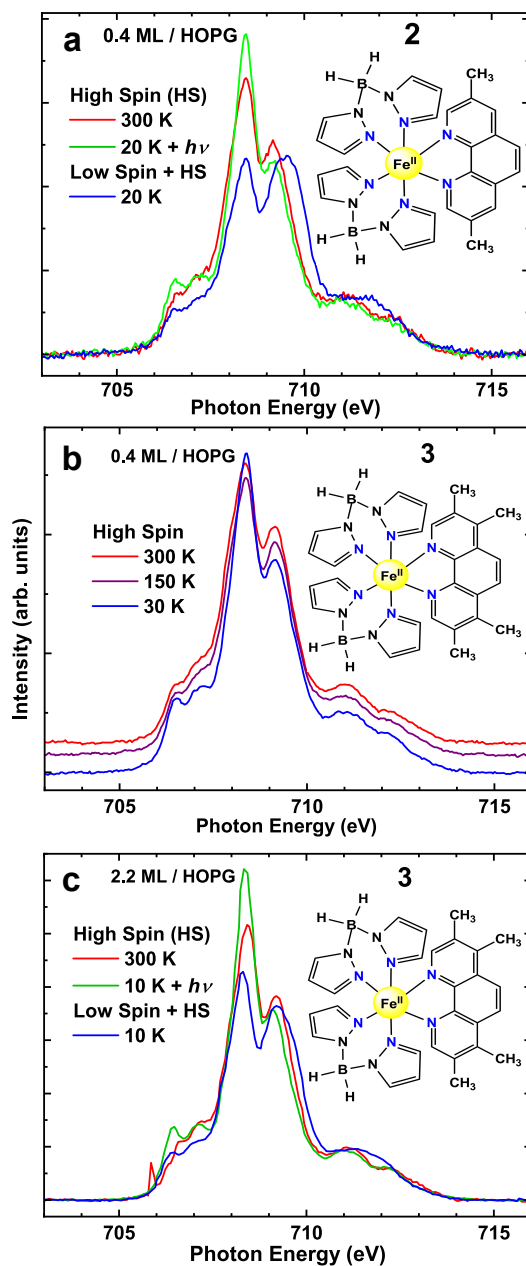 a
0.4 ML / HOPG
2
High Spin (HS)
300 K
20 K + hν
Low Spin + HS
20 K
H
H
B
N
N
N
N
Fe II
N
N
N
N
N
N
B
H
H
CH3
CH3
705
710
715
Photon Energy (eV)
b
0.4 ML / HOPG
3
High Spin
300 K
150 K
30 K
H
H
B
N
N
N
N
Fe II
N
N
N
N
N
N
B
H
H
CH3
CH3
CH3
CH3
Intensity (arb. units)
705
710
715
Photon Energy (eV)
c
2.2 ML / HOPG
3
High Spin (HS)
300 K
10 K + hν
Low Spin + HS
10 K
H
H
B
N
N
N
N
Fe II
N
N
N
N
N
N
B
H
H
CH3
CH3
CH3
CH3
705
710
715
Photon Energy (eV)